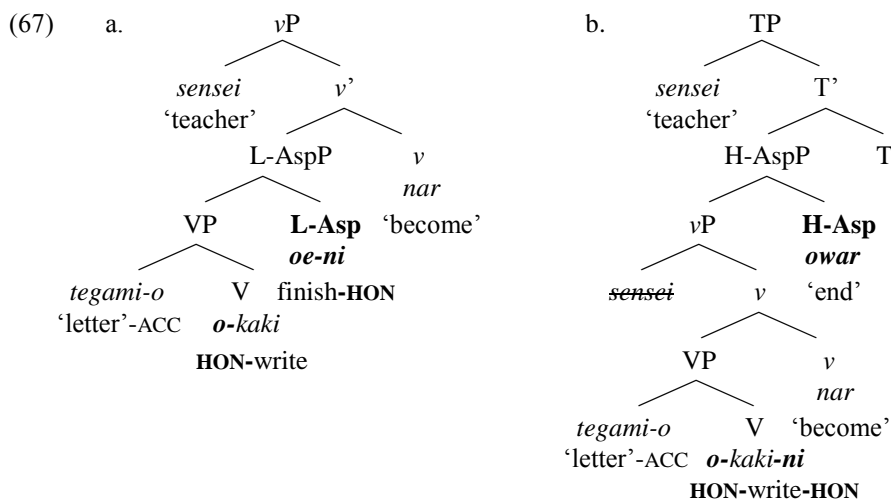 (67) a. vP b. TP
sensei v' sensei T'
'teacher' 'teacher'
L-AspP v H-AspP T
nar
VP L-Asp 'become' vP H-Asp
oe-ni owar
tegami-o V finish-HON sensei v 'end'
'letter'-ACC o-kaki
HON-write VP v
nar
tegami-o V 'become'
'letter'-ACC o-kaki-ni
HON-write-HON